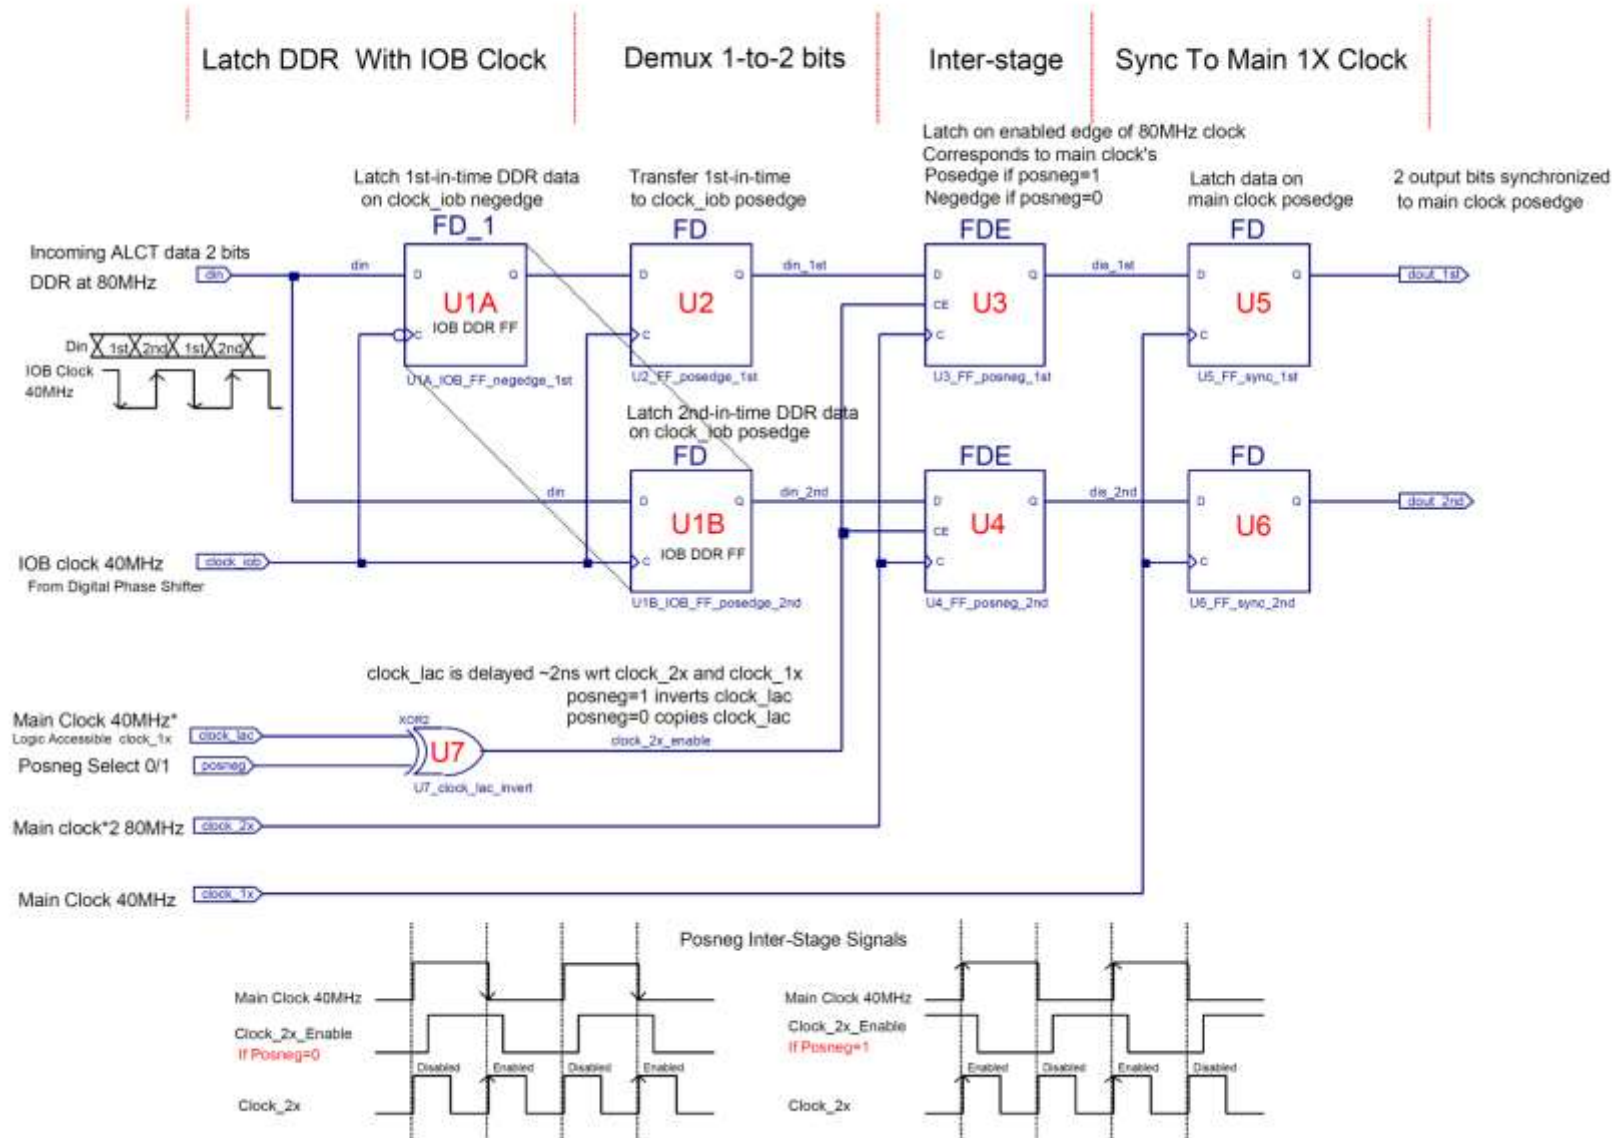 Latch DDR With IOB Clock
Demux 1-to-2 bits
Inter-stage
Sync To Main 1X Clock
Latch on enabled edge of 80MHz clock
Corresponds to main clock's
Posedge if posneg=1
Negedge if posneg=0
Latch 1st-in-time DDR data
on clock_iob negedge
Transfer 1st-in-time
to clock_iob posedge
Latch data on
main clock posedge
2 output bits synchronized
to main clock posedge
FD_1
FD
FDE
FD
Incoming ALCT data 2 bits
DDR at 80MHz
din
din
D
Q
U1A
IOB DDR FF
C
U1A_IOB_FF_negedge_1st
D
Q
U2
C
U2_FF_posedge_1st
din_1st
D
Q
CE
U3
C
U3_FF_posneg_1st
dis_1st
D
Q
U5
C
U5_FF_sync_1st
dout_1st
Din
1st
2nd
1st
2nd
IOB Clock
40MHz
Latch 2nd-in-time DDR data
on clock_iob posedge
FD
FDE
FD
din
D
Q
U1B
IOB DDR FF
C
U1B_IOB_FF_posedge_2nd
din_2nd
D
Q
CE
U4
C
U4_FF_posneg_2nd
dis_2nd
D
Q
U6
C
U6_FF_sync_2nd
dout_2nd
IOB clock 40MHz
clock_iob
From Digital Phase Shifter
clock_lac is delayed ~2ns wrt clock_2x and clock_1x
posneg=1 inverts clock_lac
posneg=0 copies clock_lac
Main Clock 40MHz*
Logic Accessible clock_1x
clock_lac
XOR2
U7
clock_2x_enable
Posneg Select 0/1
posneg
U7_clock_lac_invert
Main clock*2 80MHz
clock_2x
Main Clock 40MHz
clock_1x
Posneg Inter-Stage Signals
Main Clock 40MHz
Clock_2x_Enable
If Posneg=0
Disabled
Enabled
Disabled
Enabled
Clock_2x
Main Clock 40MHz
Clock_2x_Enable
If Posneg=1
Enabled
Disabled
Enabled
Disabled
Clock_2x